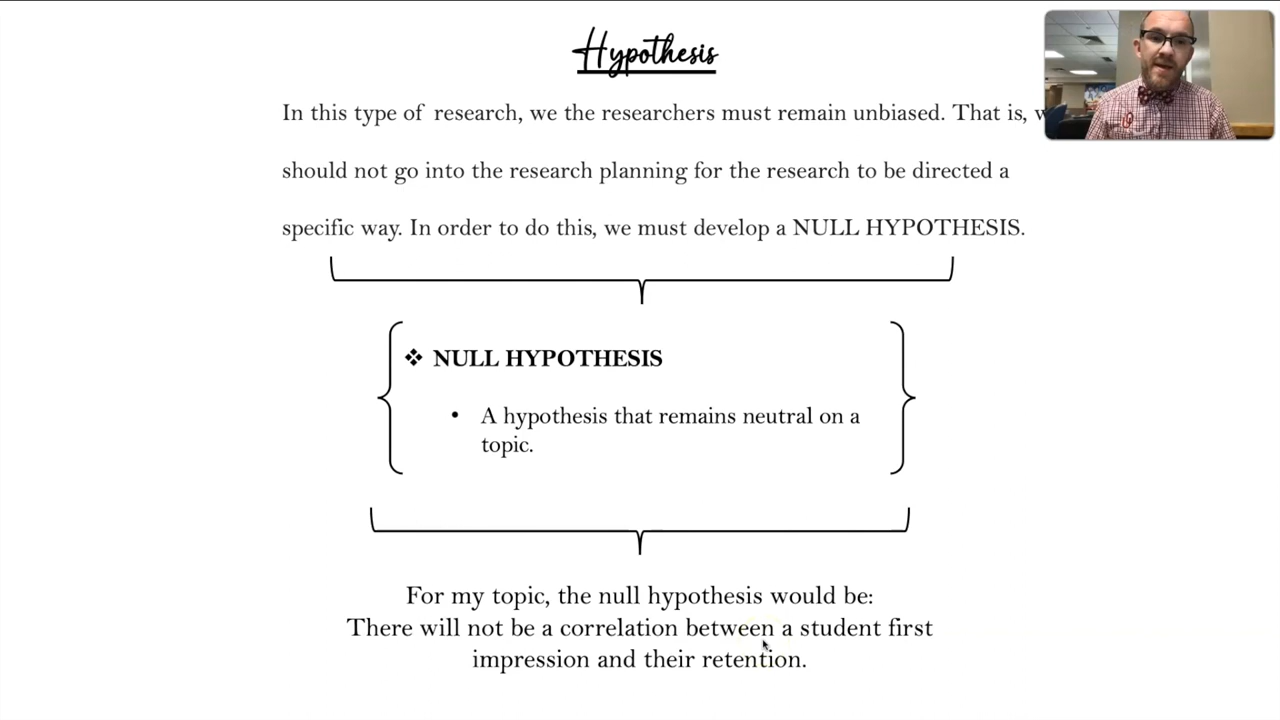 Hypothesis
In this type of research, we the researchers must remain unbiased. That is,
should not go into the research planning for the research to be directed a
specific way. In order to do this, we must develop a NULL HYPOTHESIS.
❖ NULL HYPOTHESIS
• A hypothesis that remains neutral on a
topic.
For my topic, the null hypothesis would be:
There will not be a correlation between a student first
impression and their retention.